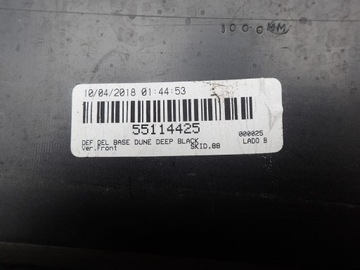 1000MM
10/04/2018 01:44:53
55114425
000025
DEF DEL BASE DUNE DEEP BLACK LADO B
Ver.Front SKID.88